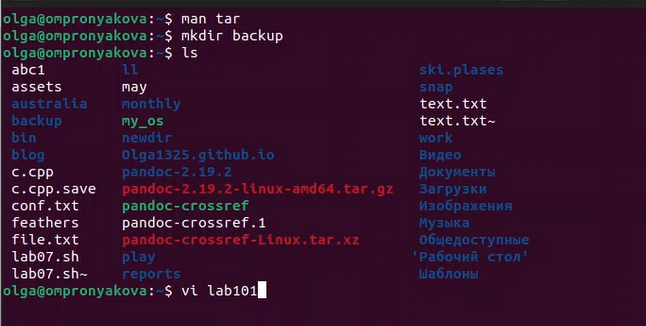 olga@ompronyakova:~$ man tar
olga@ompronyakova:~$ mkdir backup
olga@ompronyakova:~$ ls
abc1 ll ski.plases
assets may snap
australia monthly text.txt
backup my_os text.txt~
bin newdir work
blog Olga1325.github.io Видео
c.cpp pandoc-2.19.2 Документы
c.cpp.save pandoc-2.19.2-linux-amd64.tar.gz Загрузки
conf.txt pandoc-crossref Изображения
feathers pandoc-crossref.1 Музыка
file.txt pandoc-crossref-Linux.tar.xz Общедоступные
lab07.sh play 'Рабочий стол'
lab07.sh~ reports Шаблоны
olga@ompronyakova:~$ vi lab101